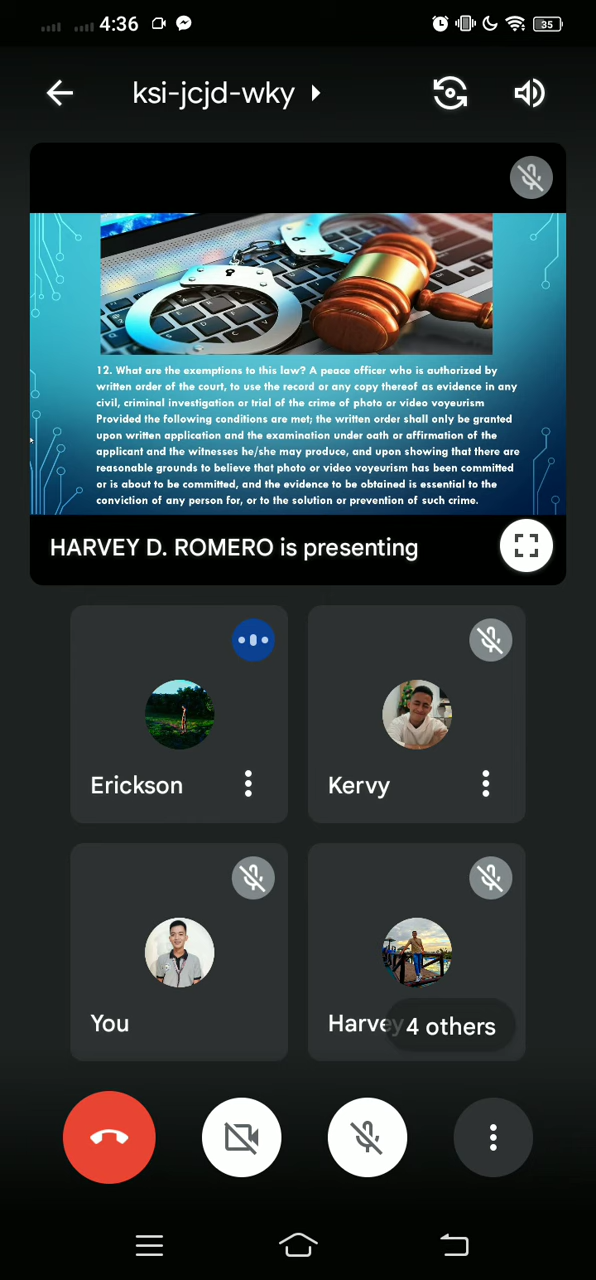 4:36
35
ksi-jcjd-wky
12. What are the exemptions to this law? A peace officer who is authorized by
written order of the court, to use the record or any copy thereof as evidence in any
civil, criminal investigation or trial of the crime of photo or video voyeurism
Provided the following conditions are met; the written order shall only be granted
upon written application and the examination under oath or affirmation of the
applicant and the witnesses he/she may produce, and upon showing that there are
reasonable grounds to believe that photo or video voyeurism has been committed
or is about to be committed, and the evidence to be obtained is essential to the
conviction of any person for, or to the solution or prevention of such crime.
HARVEY D. ROMERO is presenting
Erickson
Kervy
You
Harvey
4 others